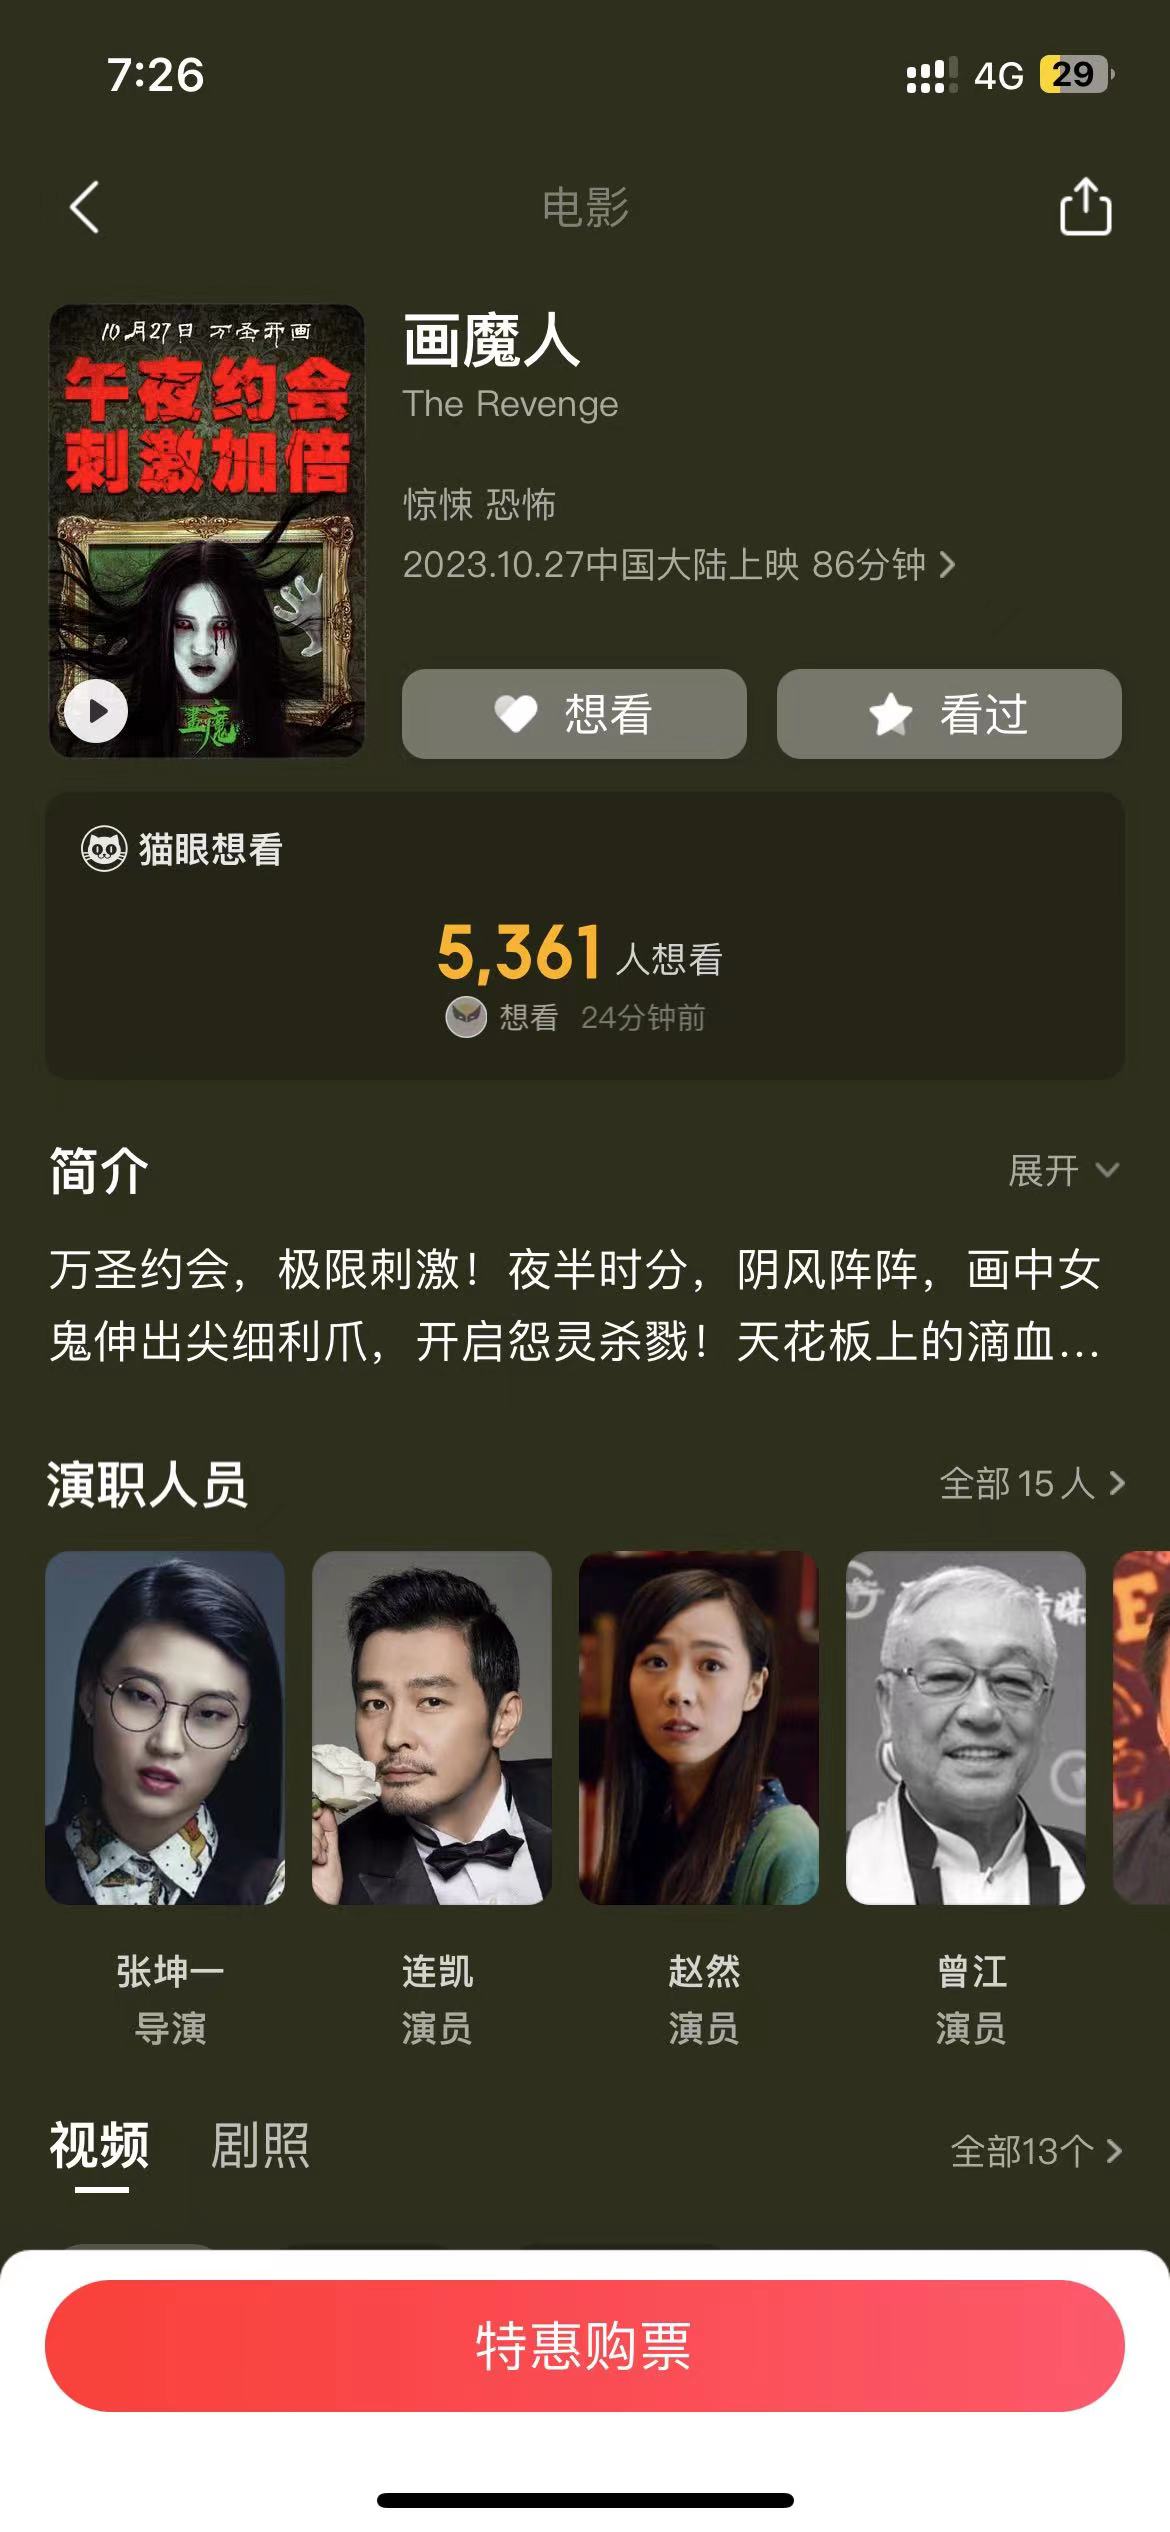 7:26
4G 29
电影
10月27日 万圣开画
午夜约会
刺激加倍
画魔人
The Revenge
惊悚 恐怖
2023.10.27中国大陆上映 86分钟
想看
看过
猫眼想看
5,361 人想看
想看 24分钟前
简介
展开
万圣约会，极限刺激！夜半时分，阴风阵阵，画中女
鬼伸出尖细利爪，开启怨灵杀戮！天花板上的滴血...
演职人员
全部 15 人
张坤一
导演
连凯
演员
赵然
演员
曾江
演员
视频
剧照
全部13个
特惠购票